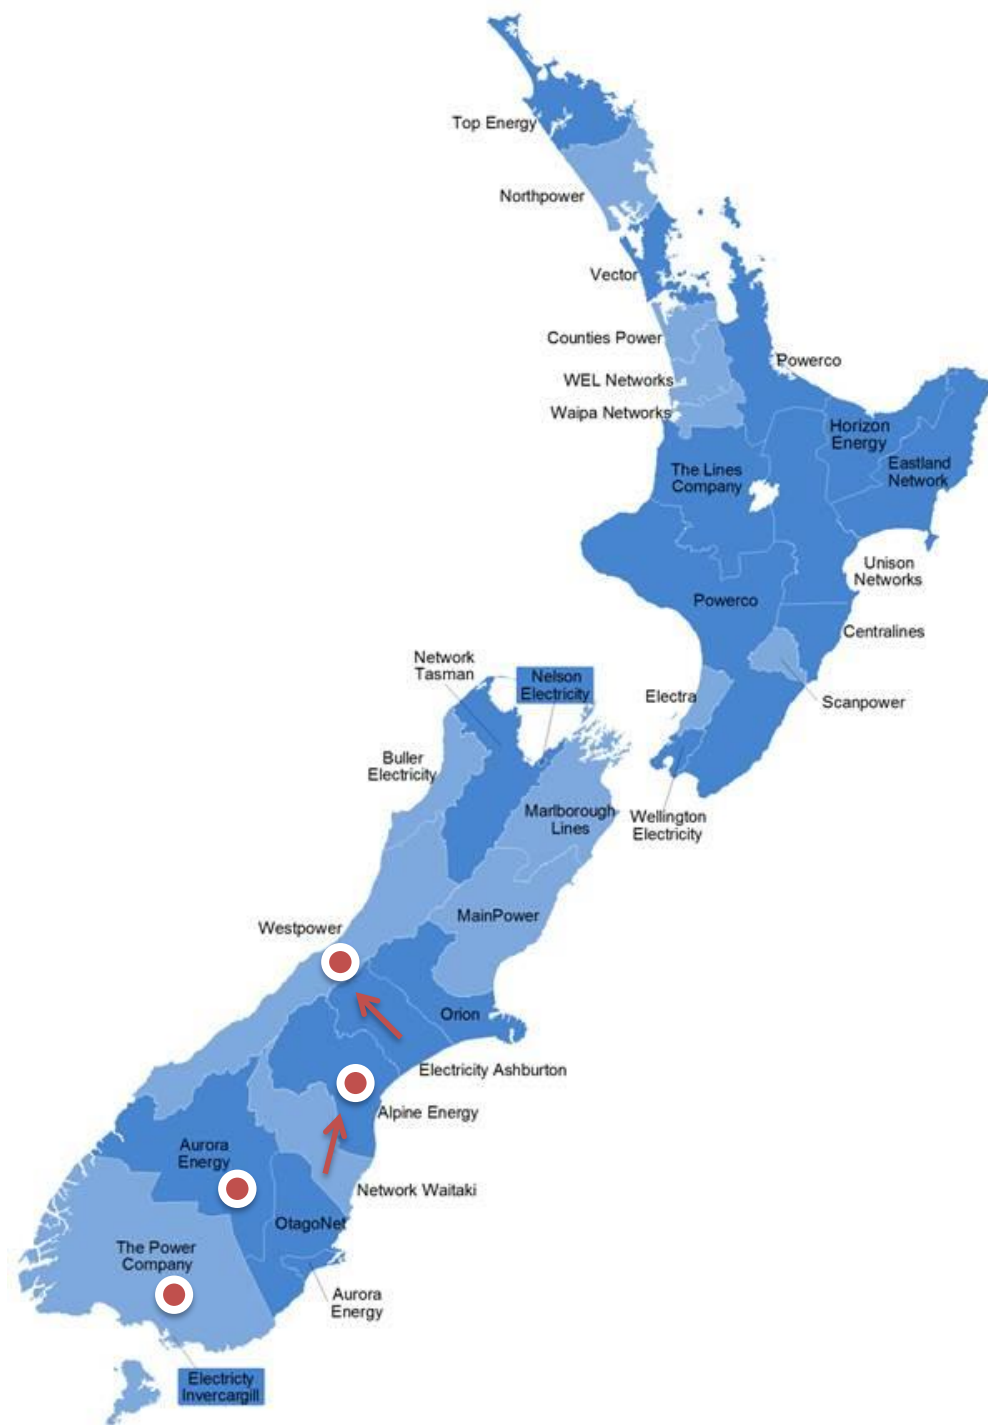 Top Energy
Northpower
Vector
Counties Power
Powerco
WEL Networks
Waipa Networks
Horizon
Energy
Eastland
Network
The Lines
Company
Unison
Networks
Powerco
Centralines
Network
Tasman
Nelson
Electricity
Electra
Scanpower
Buller
Electricity
Marlborough
Lines
Wellington
Electricity
MainPower
Westpower
Orion
Electricity Ashburton
Alpine Energy
Aurora
Energy
Network Waitaki
OtagoNet
The Power
Company
Aurora
Energy
Electricty
Invercargill